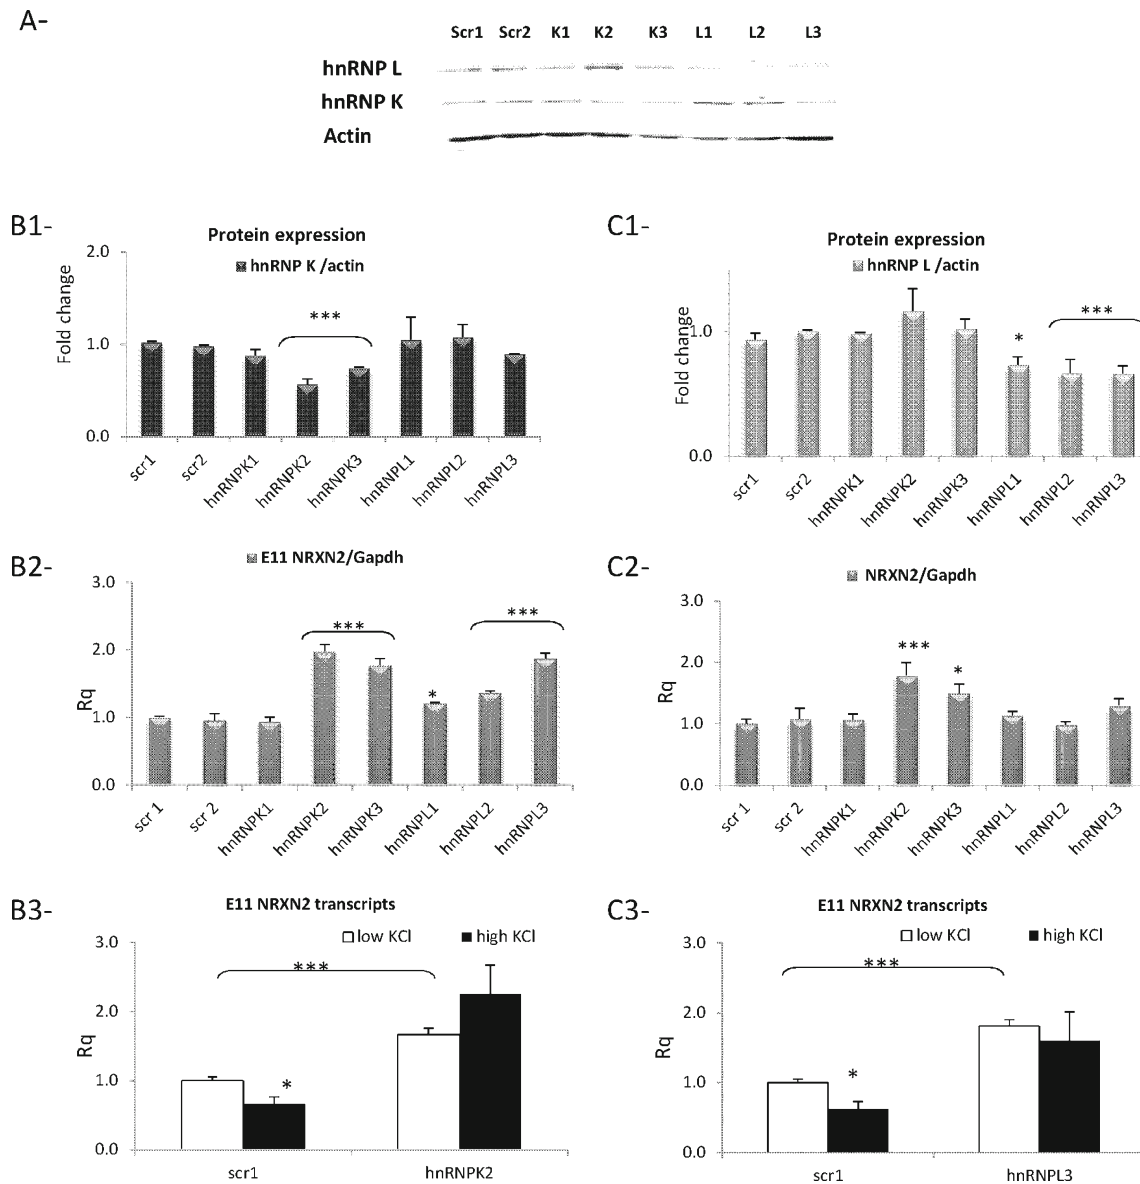 A-
Scr1 Scr2 K1 K2 K3 L1 L2 L3
hnRNP L
hnRNP K
Actin
B1-
Protein expression
hnRNP K /actin
Fold change
2.0
1.0
0.0
***
scr1 scr2 hnRNPK1 hnRNPK2 hnRNPK3 hnRNPL1 hnRNPL2 hnRNPL3
C1-
Protein expression
hnRNP L /actin
Fold change
1.0
0.0
* ***
scr1 scr2 hnRNPK1 hnRNPK2 hnRNPK3 hnRNPL1 hnRNPL2 hnRNPL3
B2-
E11 NRXN2/Gapdh
Rq
3.0
2.0
1.0
0.0
*** * ***
scr 1 scr 2 hnRNPK1 hnRNPK2 hnRNPK3 hnRNPL1 hnRNPL2 hnRNPL3
C2-
NRXN2/Gapdh
Rq
3.0
2.0
1.0
0.0
*** *
scr 1 scr 2 hnRNPK1 hnRNPK2 hnRNPK3 hnRNPL1 hnRNPL2 hnRNPL3
B3-
E11 NRXN2 transcripts
low KCl high KCl
Rq
3.0
2.0
1.0
0.0
***
*
scr1 hnRNPK2
C3-
E11 NRXN2 transcripts
low KCl high KCl
Rq
3.0
2.0
1.0
0.0
***
*
scr1 hnRNPL3